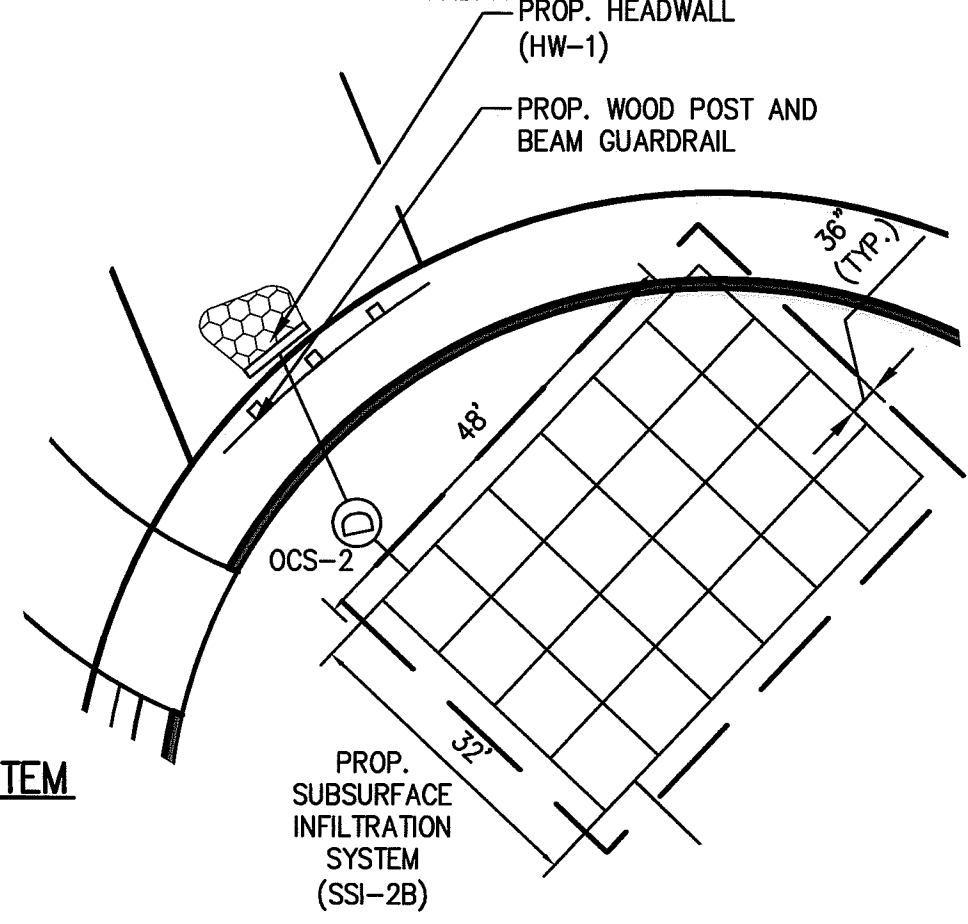 PROP. HEADWALL
(HW-1)
PROP. WOOD POST AND
BEAM GUARDRAIL
36"
(TYP.)
48'
D
OCS-2
32'
TEM
PROP.
SUBSURFACE
INFILTRATION
SYSTEM
(SSI-2B)